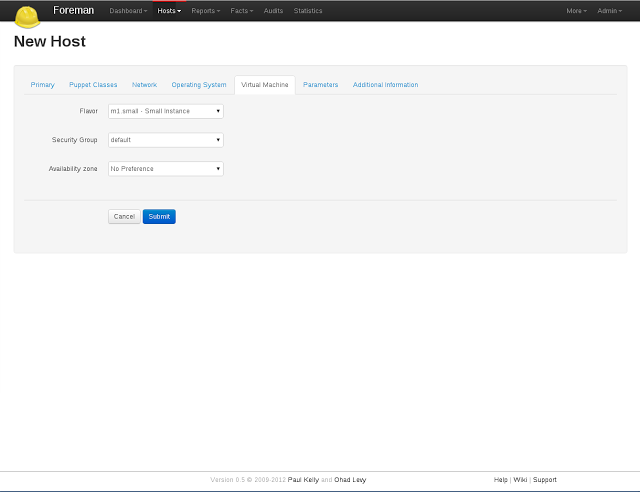 Foreman Dashboard Hosts Reports Facts Audits Statistics More Admin
New Host
Primary Puppet Classes Network Operating System Virtual Machine Parameters Additional Information
Flavor m1.small - Small Instance
Security Group default
Availability zone No Preference
Cancel Submit
Version 0.5 © 2009-2012 Paul Kelly and Ohad Levy Help | Wiki | Support